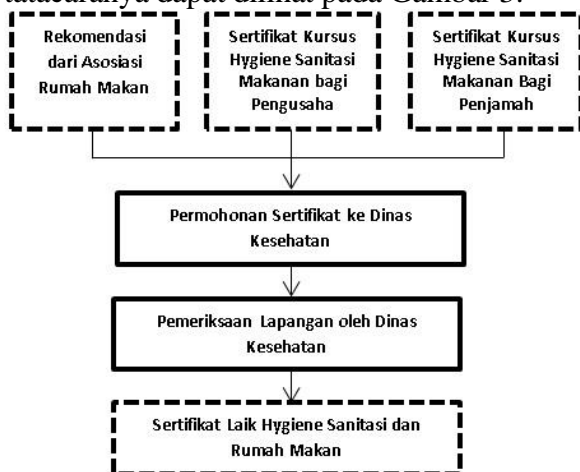 tatacaranya dapat dilihat pada Gambar 3.
Rekomendasi
dari Asosiasi
Rumah Makan
Sertifikat Kursus
Hygiene Sanitasi
Makanan bagi
Pengusaha
Sertifikat Kursus
Hygiene Sanitasi
Makanan Bagi
Penjamah
Permohonan Sertifikat ke Dinas
Kesehatan
Pemeriksaan Lapangan oleh Dinas
Kesehatan
Sertifikat Laik Hygiene Sanitasi dan
Rumah Makan